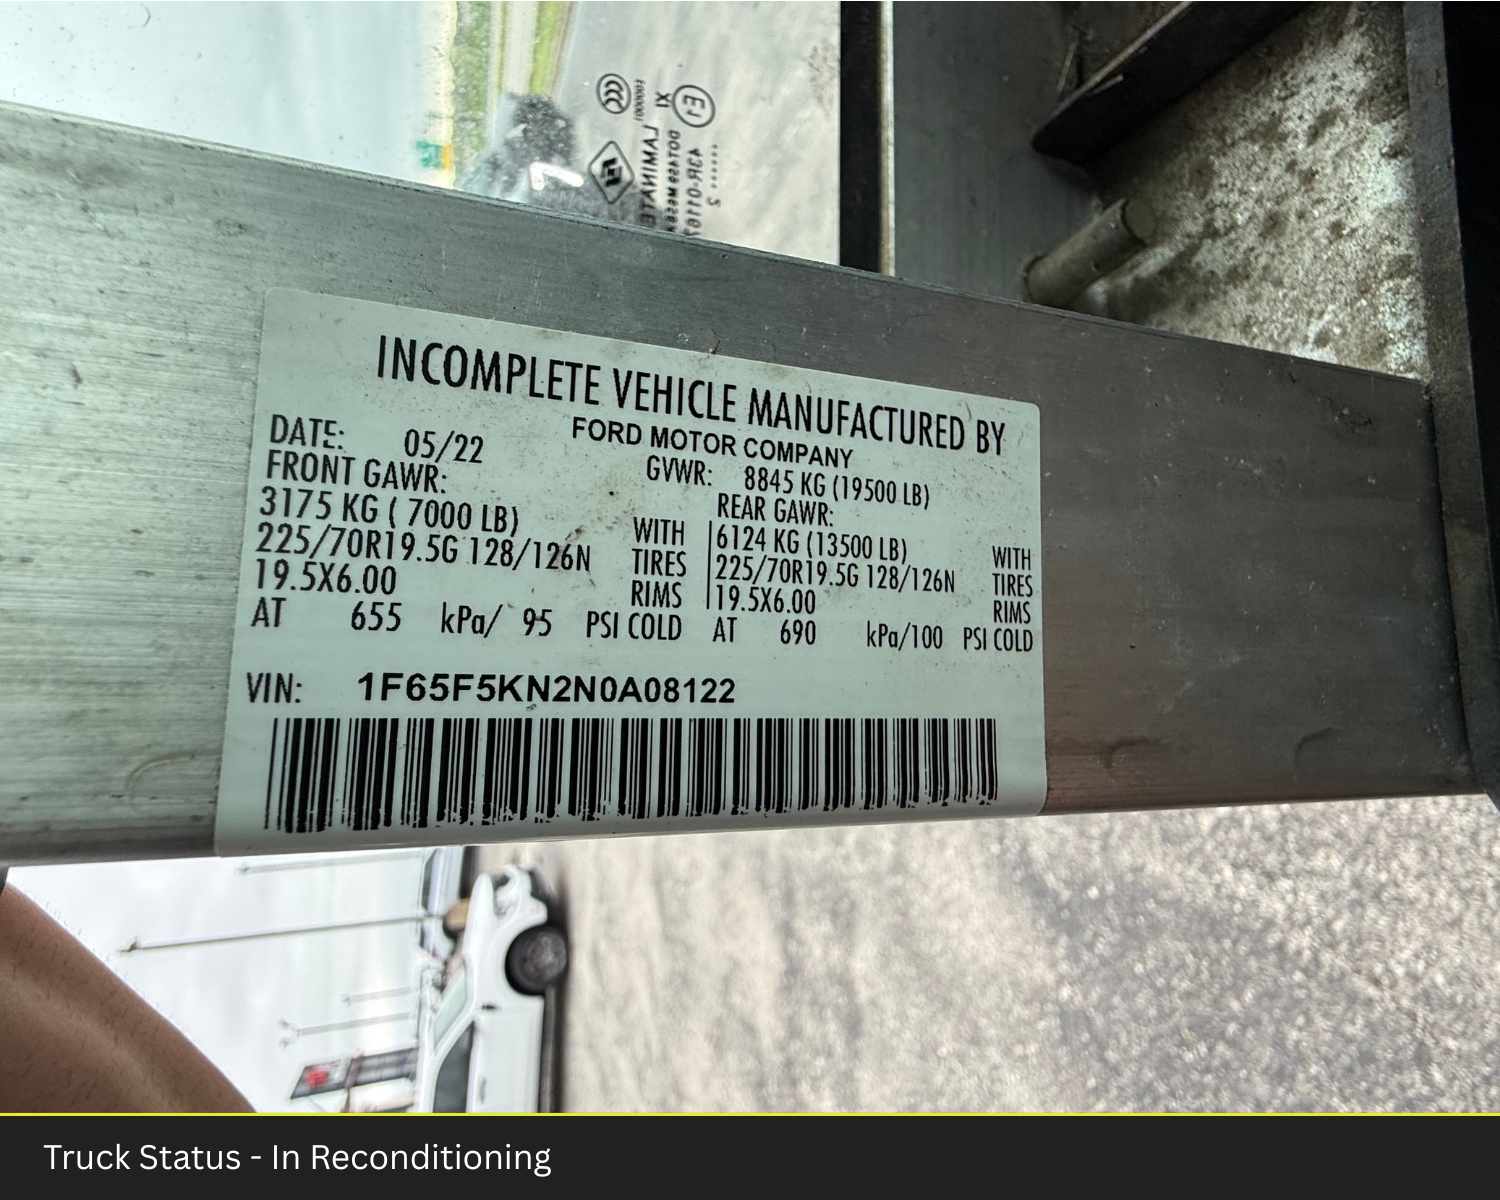 INCOMPLETE VEHICLE MANUFACTURED BY
FORD MOTOR COMPANY
DATE: 05/22
GVWR: 8845 KG (19500 LB)
FRONT GAWR:
3175 KG ( 7000 LB) WITH
225/70R19.5G 128/126N TIRES
19.5X6.00 RIMS
AT 655 kPa/ 95 PSI COLD
REAR GAWR:
6124 KG (13500 LB) WITH
225/70R19.5G 128/126N TIRES
19.5X6.00 RIMS
AT 690 kPa/100 PSI COLD
VIN: 1F65F5KN2N0A08122
E1
XI
Truck Status - In Reconditioning